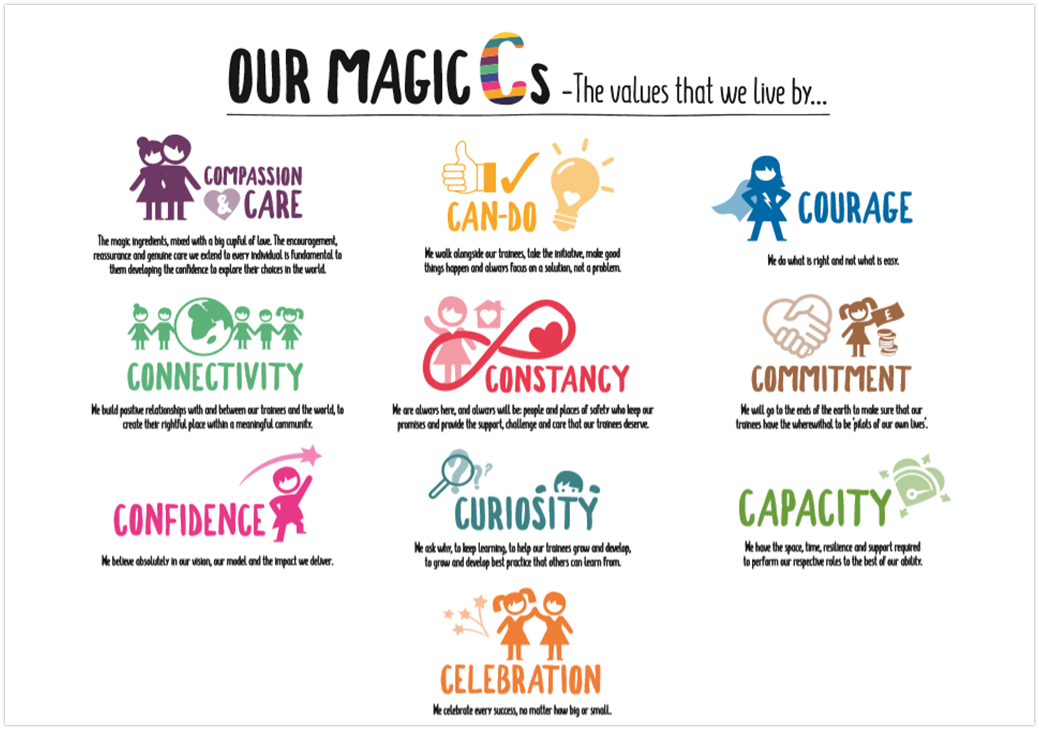 OUR MAGIC Cs -The values that we live by...
COMPASSION
& CARE
The magic ingredients, mixed with a big cupful of love. The encouragement,
reassurance and genuine care we extend to every individual is fundamental to
them developing the confidence to explore their choices in the world.
CAN-DO
We walk alongside our trainees, take the initiative, make good
things happen and always focus on a solution, not a problem.
COURAGE
We do what is right and not what is easy.
CONNECTIVITY
We build positive relationships with and between our trainees and the world, to
create their rightful place within a meaningful community.
CONSTANCY
We are always here, and always will be: people and places of safety who keep our
promises and provide the support, challenge and care that our trainees deserve.
£
COMMITMENT
We will go to the ends of the earth to make sure that our
trainees have the wherewithal to be 'pilots of our own lives'.
CONFIDENCE
We believe absolutely in our vision, our model and the impact we deliver.
???
CURIOSITY
We ask why, to keep learning, to help our trainees grow and develop,
to grow and develop best practice that others can learn from.
CAPACITY
We have the space, time, resilience and support required
to perform our respective roles to the best of our ability.
CELEBRATION
We celebrate every success, no matter how big or small.